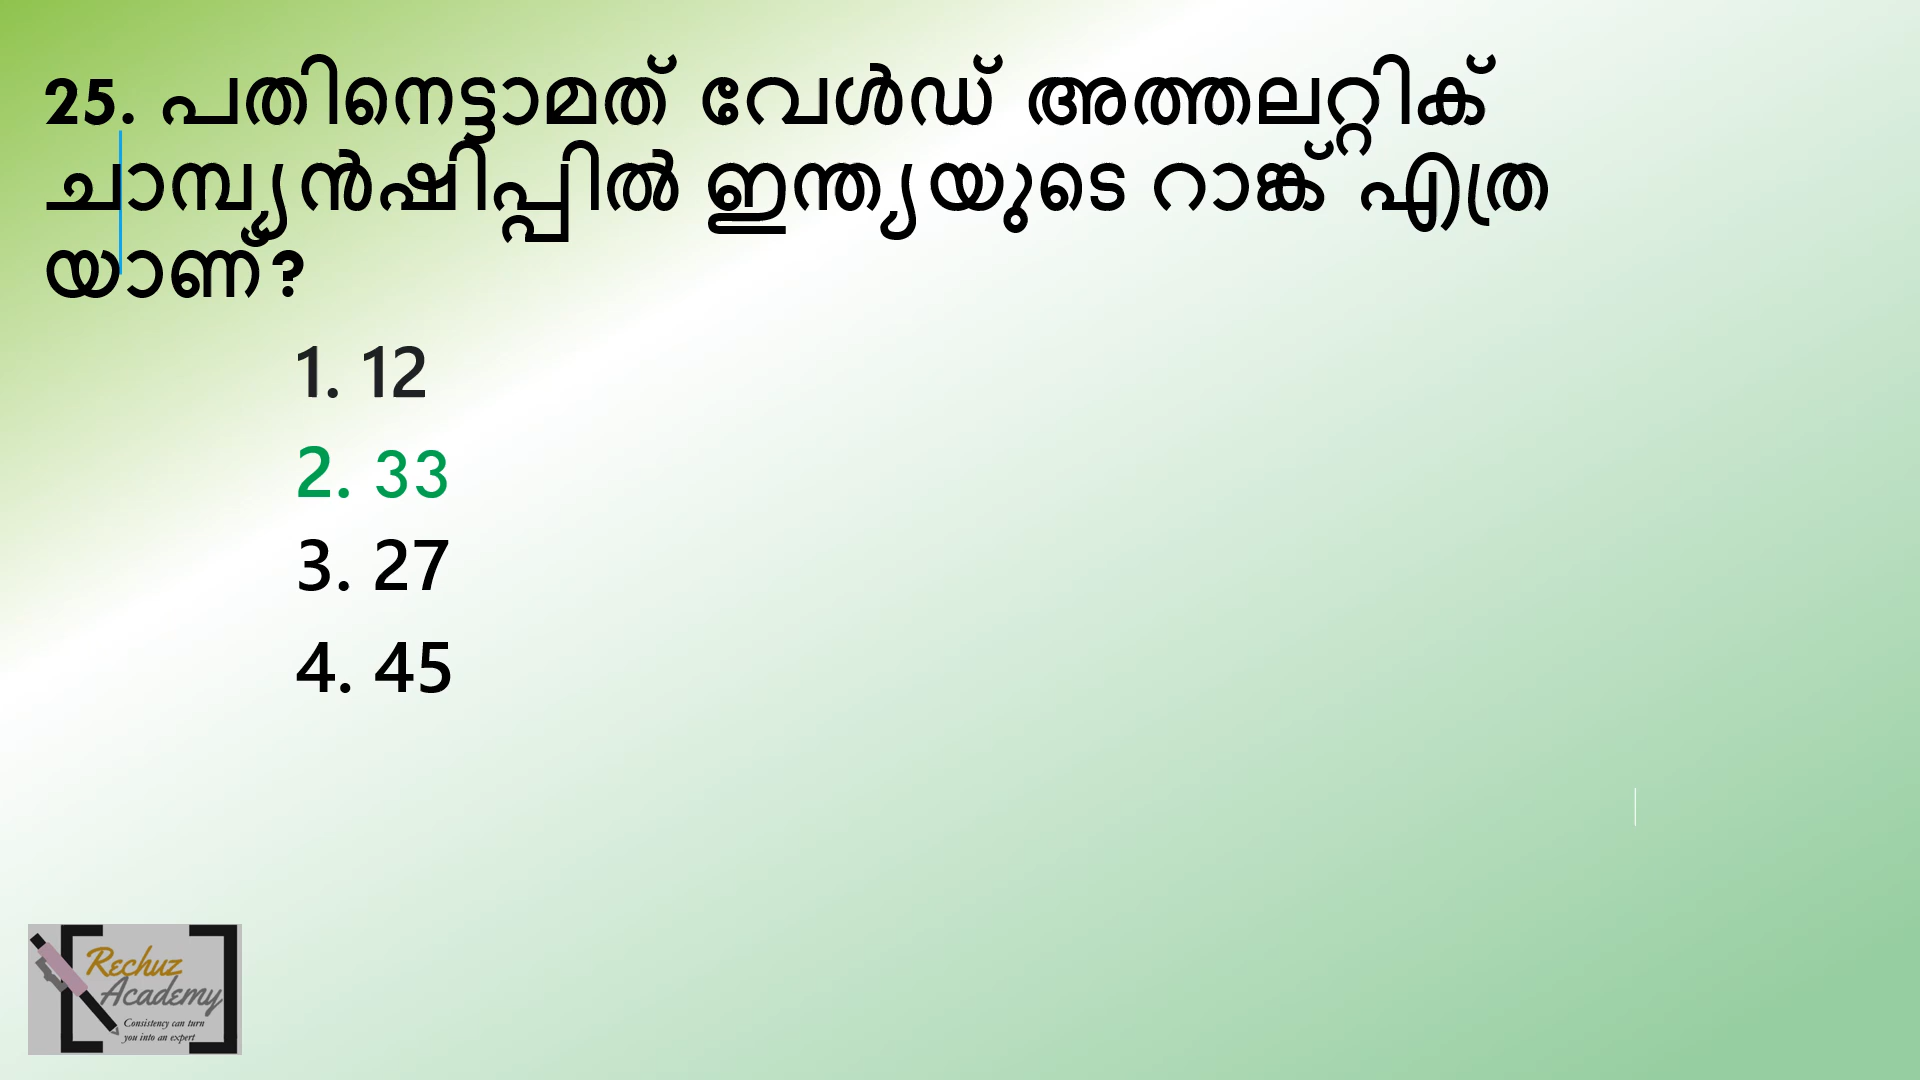 25. പതിനെട്ടാമത് വേൾഡ് അത്തലറ്റിക്
ചാമ്പ്യൻഷിപ്പിൽ ഇന്ത്യയുടെ റാങ്ക് എത്ര
യാണ്?
1. 12
2. 33
3. 27
4. 45
Rechuz
Academy
Consistency can turn
you into an expert